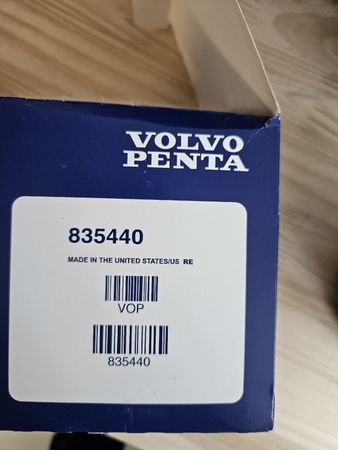 VOLVO
PENTA
835440
MADE IN THE UNITED STATES/US RE
VOP
835440